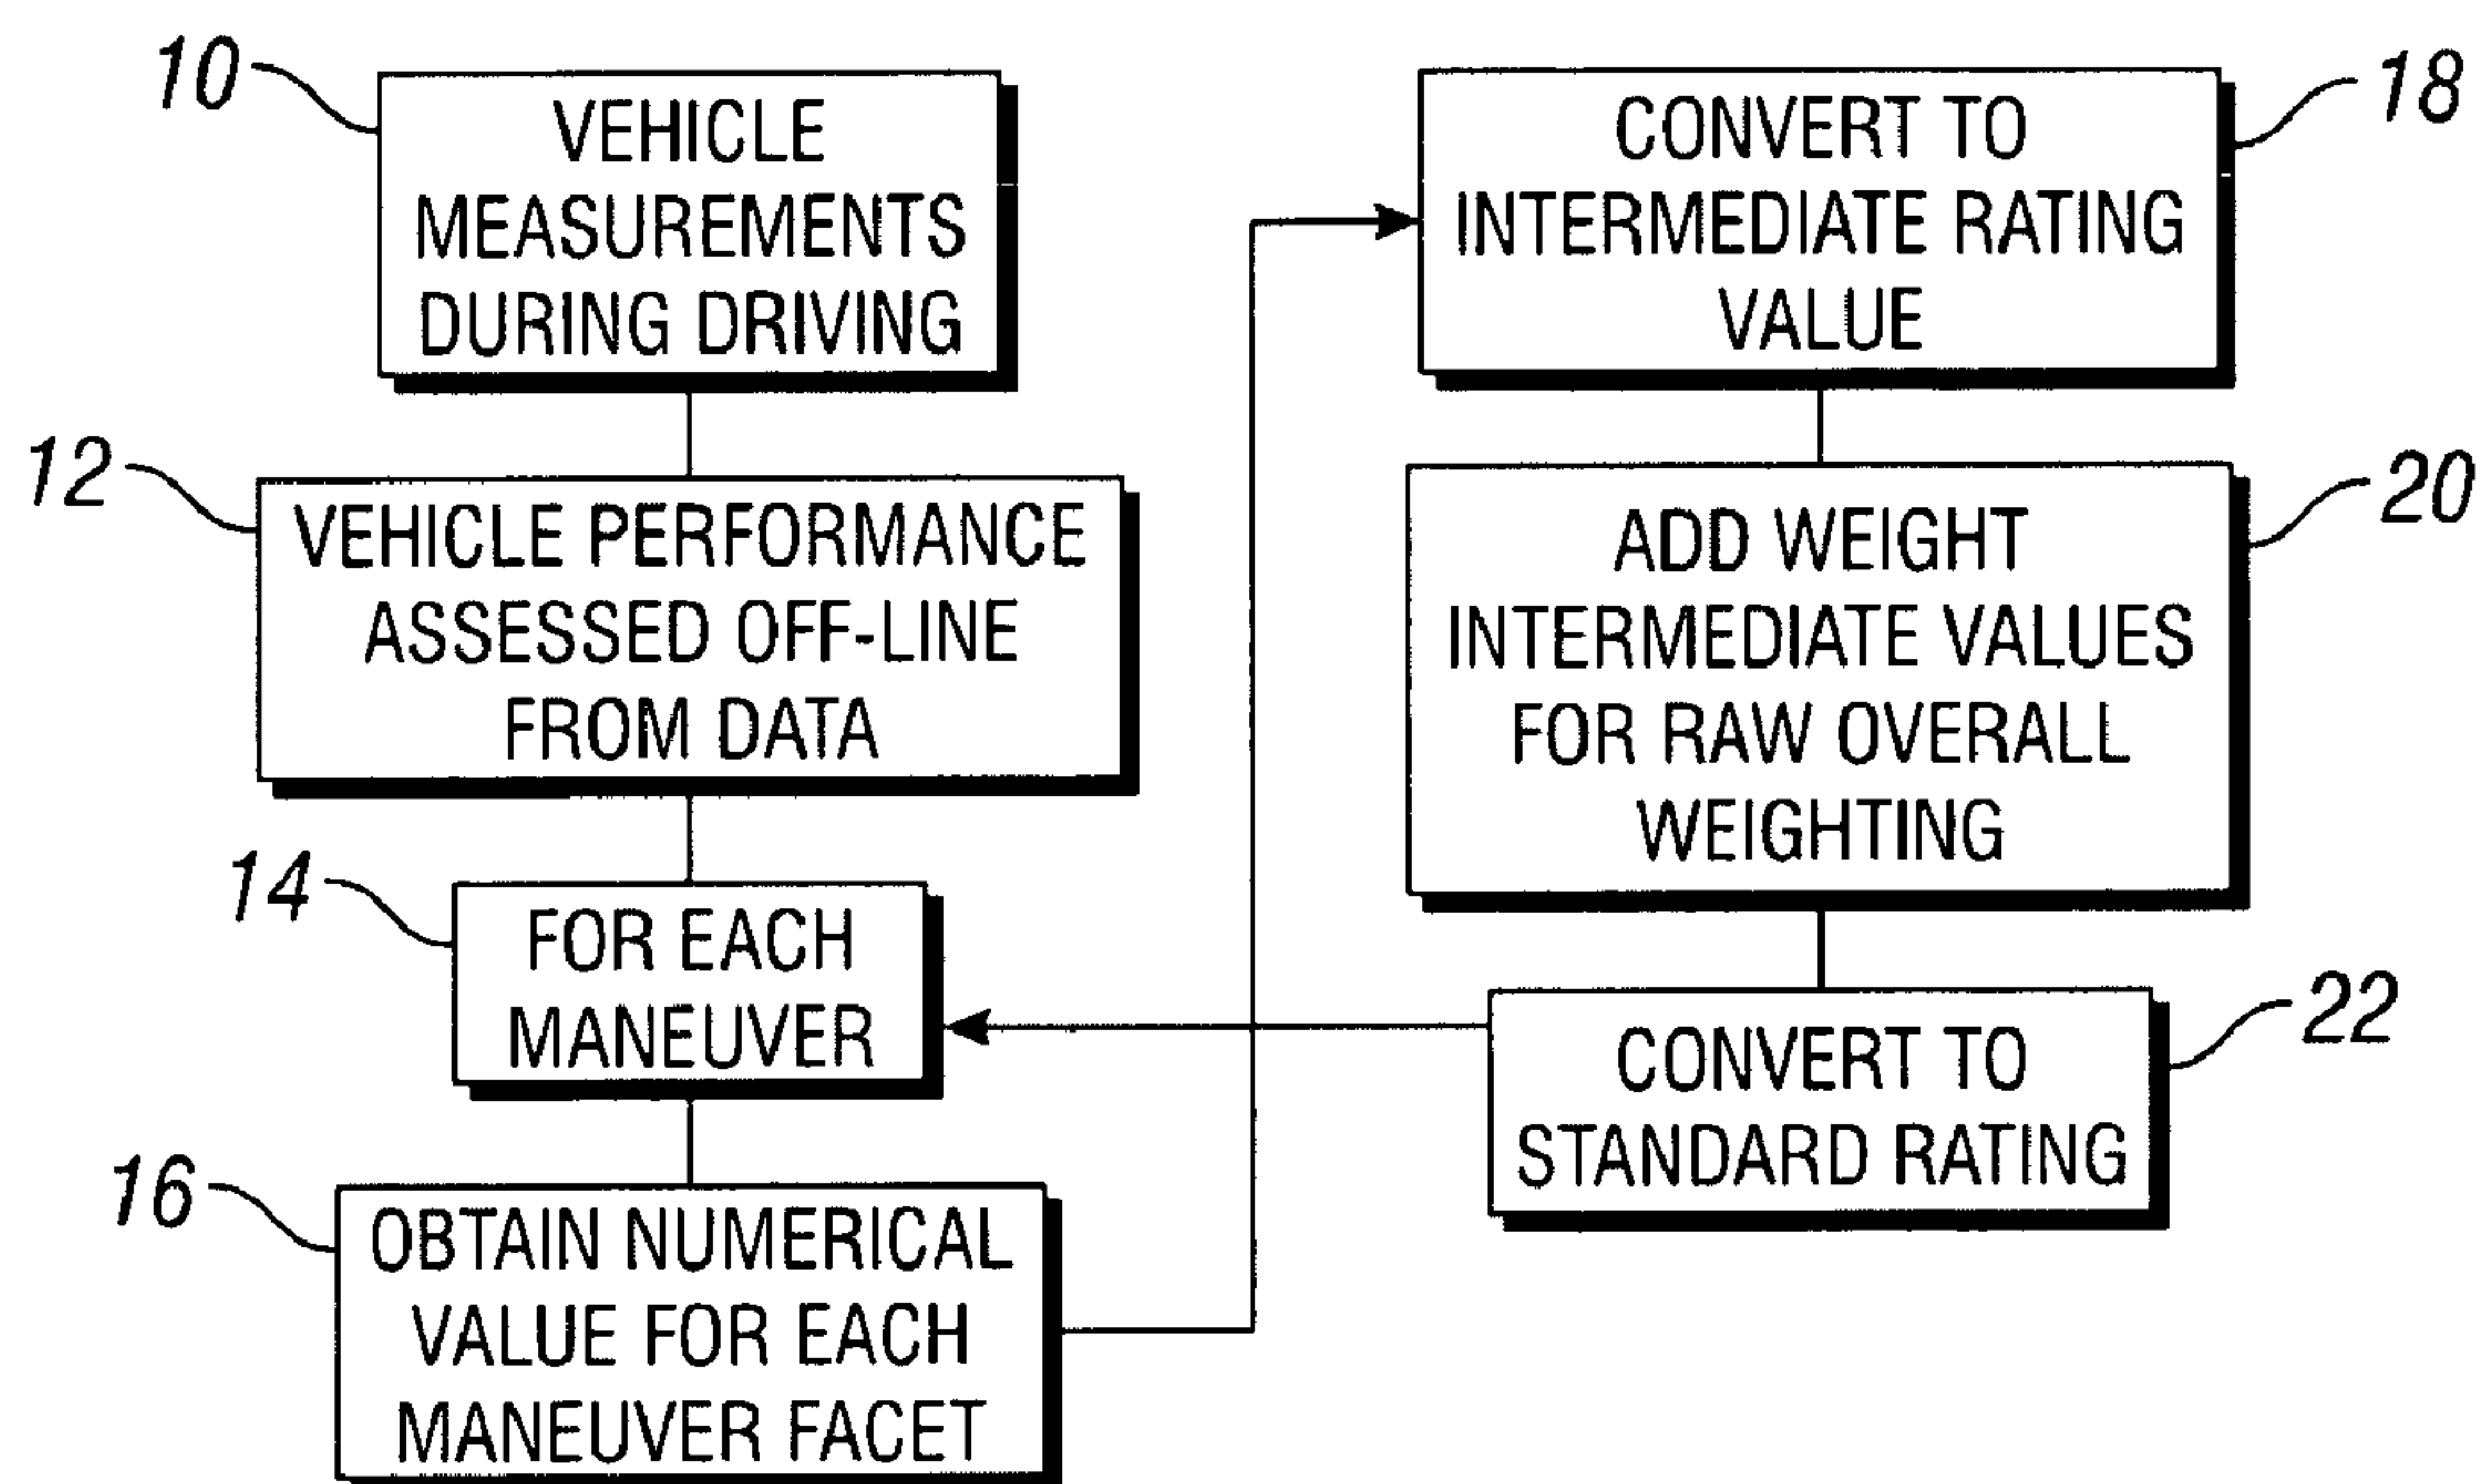 10
VEHICLE
MEASUREMENTS
DURING DRIVING
12
VEHICLE PERFORMANCE
ASSESSED OFF-LINE
FROM DATA
14
FOR EACH
MANEUVER
16
OBTAIN NUMERICAL
VALUE FOR EACH
MANEUVER FACET
18
CONVERT TO
INTERMEDIATE RATING
VALUE
20
ADD WEIGHT
INTERMEDIATE VALUES
FOR RAW OVERALL
WEIGHTING
22
CONVERT TO
STANDARD RATING